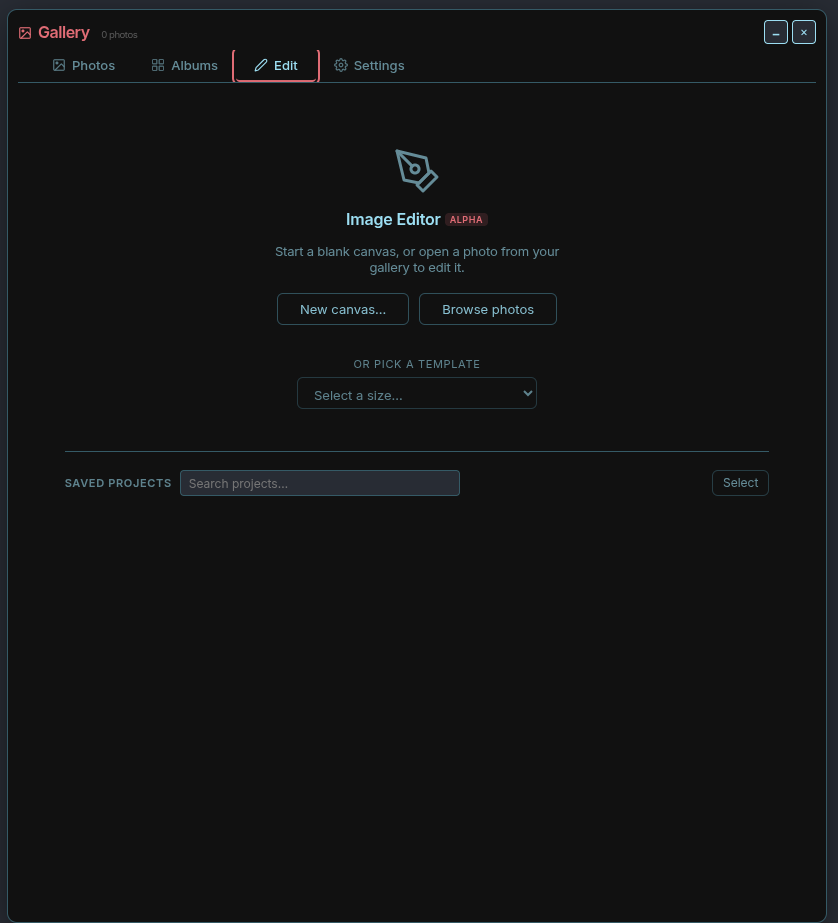 Gallery 0 photos
Photos Albums Edit Settings
Image Editor ALPHA
Start a blank canvas, or open a photo from your
gallery to edit it.
New canvas... Browse photos
OR PICK A TEMPLATE
Select a size...
SAVED PROJECTS Search projects... Select